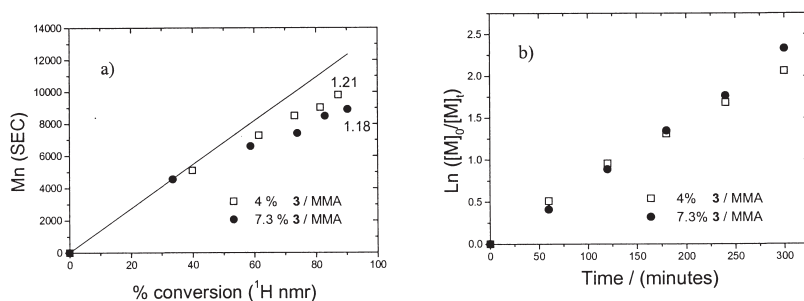 a)
14000
12000
10000
8000
6000
4000
2000
0
Mn (SEC)
1.21
1.18
□ 4 % 3 / MMA
● 7.3 % 3 / MMA
0 20 40 60 80 100
% conversion (¹H nmr)
b)
2.5
2.0
1.5
1.0
0.5
0.0
Ln ([M]₀/[M]ₜ)
□ 4% 3 / MMA
● 7.3% 3 / MMA
0 50 100 150 200 250 300
Time / (minutes)